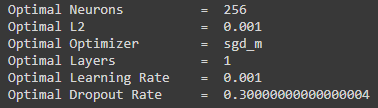 Optimal Neurons = 256
Optimal L2 = 0.001
Optimal Optimizer = sgd_m
Optimal Layers = 1
Optimal Learning Rate = 0.001
Optimal Dropout Rate = 0.30000000000000004